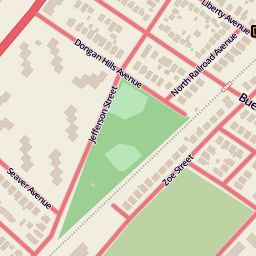 Liberty Avenue
Dongan Hills Avenue
North Railroad Avenue
Jefferson Street
Bue
Zoe Street
Seaver Avenue